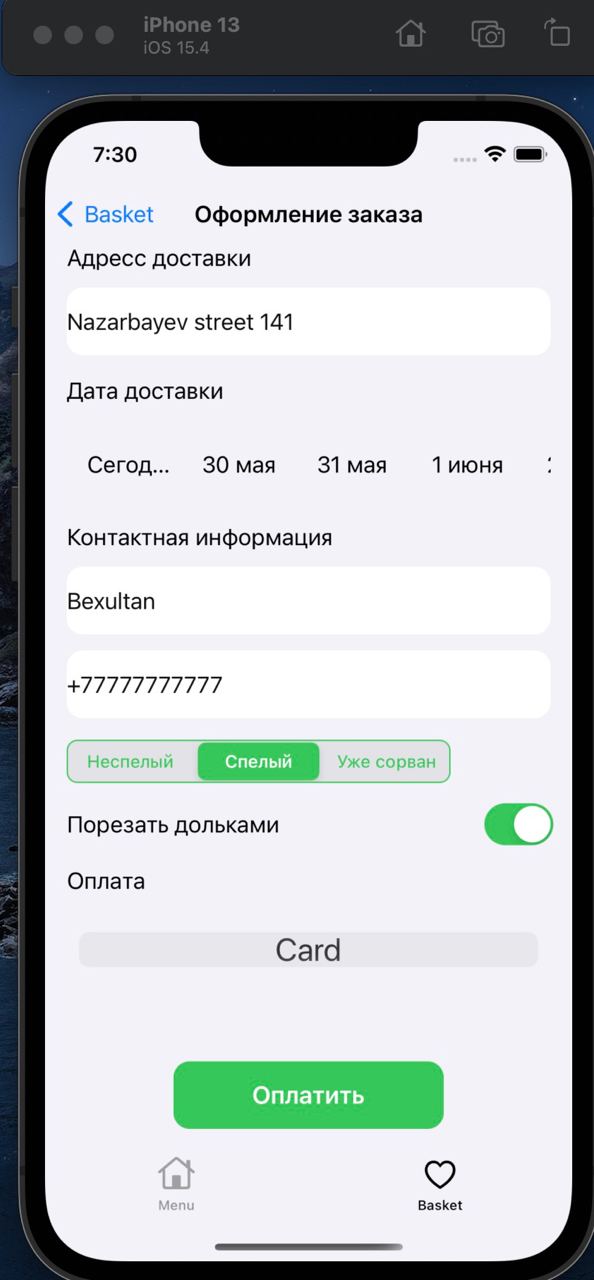 iPhone 13
iOS 15.4
7:30
Basket Оформление заказа
Адресс доставки
Nazarbayev street 141
Дата доставки
Сегод... 30 мая 31 мая 1 июня
Контактная информация
Bexultan
+77777777777
Неспелый Спелый Уже сорван
Порезать дольками
Оплата
Card
Оплатить
Menu Basket